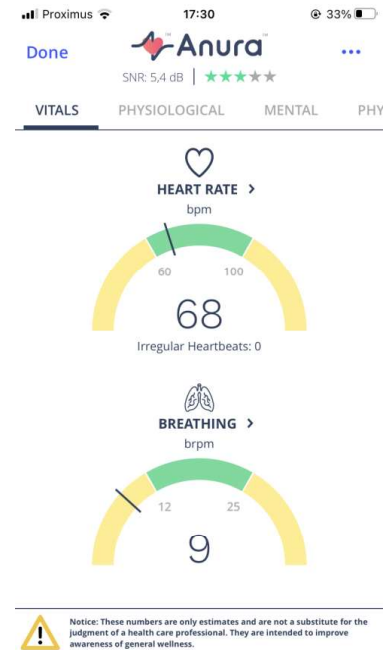 Proximus 17:30 33%
Done Anura™ ...
SNR: 5,4 dB | ★★★★★
VITALS PHYSIOLOGICAL MENTAL PHY
HEART RATE >
bpm
60 100
68
Irregular Heartbeats: 0
BREATHING >
brpm
12 25
9
Notice: These numbers are only estimates and are not a substitute for the
judgment of a health care professional. They are intended to improve
awareness of general wellness.